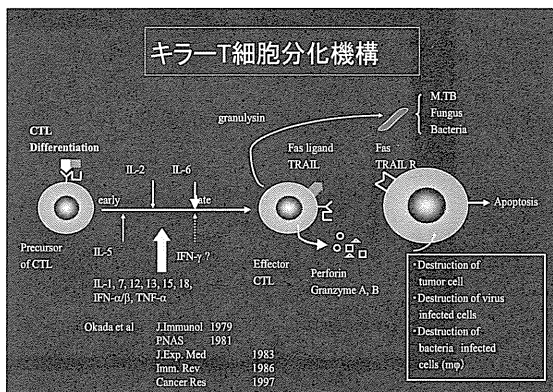 キラーT細胞分化機構
granulysin
M.TB
Fungus
Bacteria
CTL
Differentiation
IL-2
IL-6
Fas ligand
TRAIL
Fas
TRAIL R
early
late
Apoptosis
Precursor
of CTL
IL-5
IFN-γ ?
Effector
CTL
Perforin
Granzyme A, B
IL-1, 7, 12, 13, 15, 18,
IFN-α/β, TNF-α
・Destruction of
tumor cell
・Destruction of virus
infected cells
・Destruction of
bacteria infected
cells (mφ)
Okada et al J.Immunol 1979
PNAS 1981
J.Exp. Med 1983
Imm. Rev 1986
Cancer Res 1997